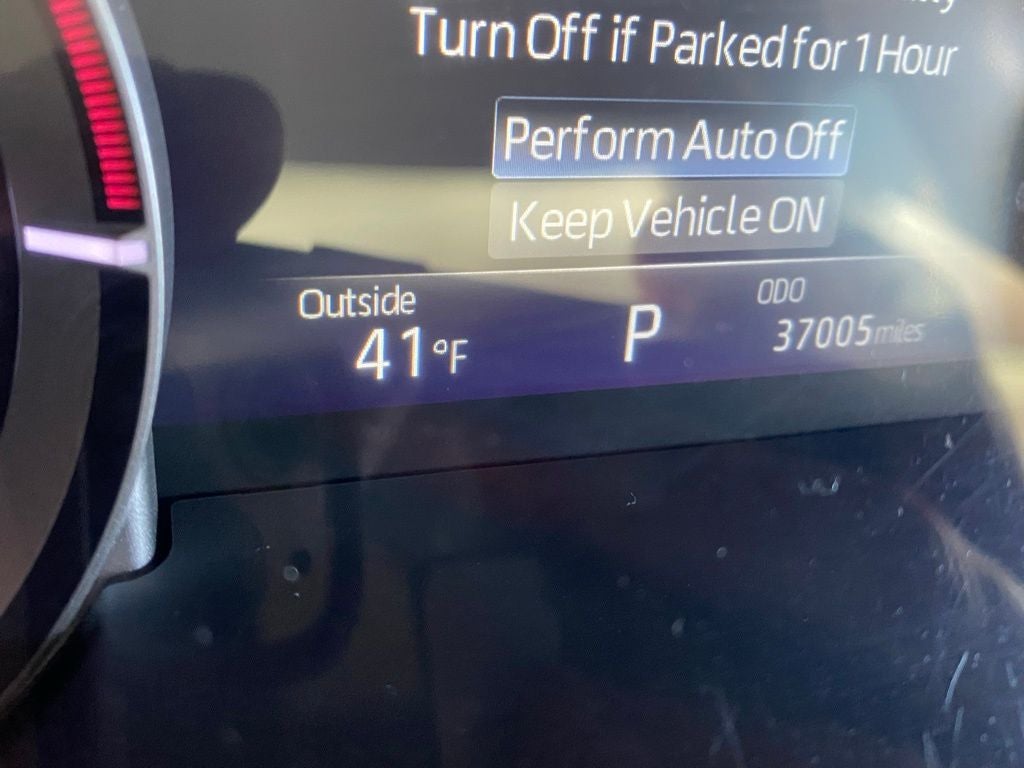 Turn Off if Parked for 1 Hour
Perform Auto Off
Keep Vehicle ON
Outside
41°F
P
ODO
37005 miles